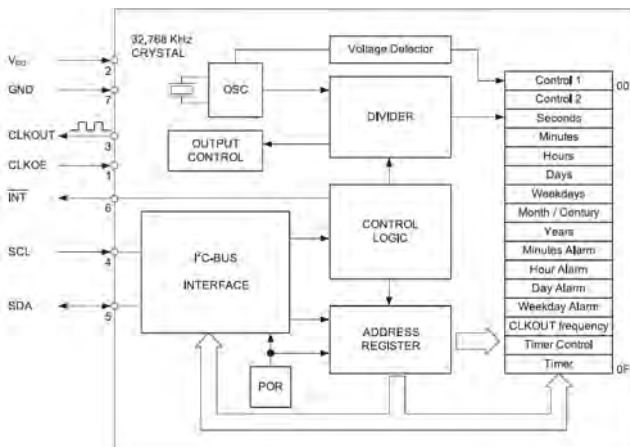 32,768 KHz
CRYSTAL
Voltage Detector
VDD
2
GND
7
OSC
DIVIDER
CLKOUT
3
OUTPUT
CONTROL
CLKOE
1
INT
6
CONTROL
LOGIC
SCL
4
I²C-BUS
INTERFACE
SDA
5
ADDRESS
REGISTER
POR
Control 1
00
Control 2
Seconds
Minutes
Hours
Days
Weekdays
Month / Century
Years
Minutes Alarm
Hour Alarm
Day Alarm
Weekday Alarm
CLKOUT frequency
Timer Control
Timer
0F